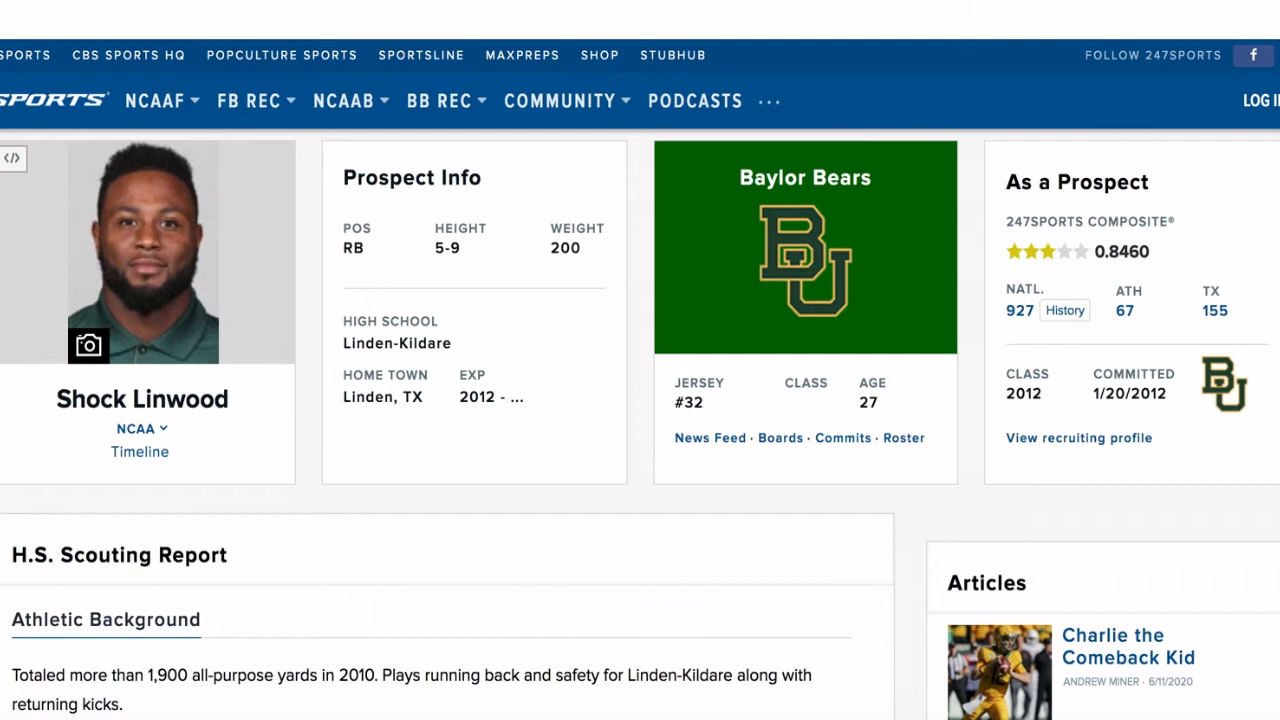 SPORTS CBS SPORTS HQ POPCULTURE SPORTS SPORTSLINE MAXPREPS SHOP STUBHUB FOLLOW 247SPORTS f
SPORTS NCAAF FB REC NCAAB BB REC COMMUNITY PODCASTS ... LOG I
</>
Shock Linwood
NCAA
Timeline
Prospect Info
POS HEIGHT WEIGHT
RB 5-9 200
HIGH SCHOOL
Linden-Kildare
HOME TOWN EXP
Linden, TX 2012 - ...
Baylor Bears
BU
JERSEY CLASS AGE
#32 27
News Feed · Boards · Commits · Roster
As a Prospect
247SPORTS COMPOSITE®
0.8460
NATL. ATH TX
927 History 67 155
CLASS COMMITTED
2012 1/20/2012
BU
View recruiting profile
H.S. Scouting Report
Athletic Background
Totaled more than 1,900 all-purpose yards in 2010. Plays running back and safety for Linden-Kildare along with
returning kicks.
Articles
Charlie the
Comeback Kid
ANDREW MINER · 6/11/2020